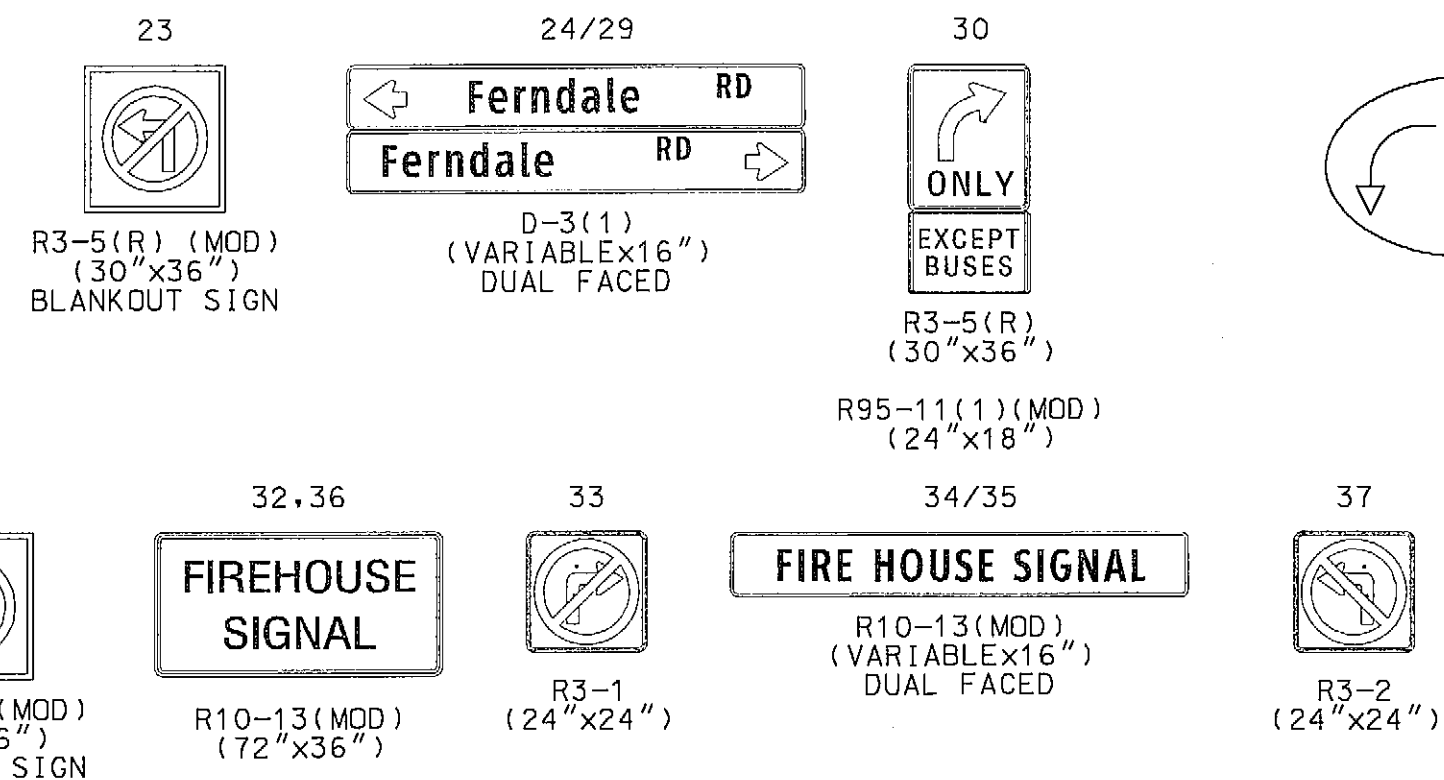 23
24/29
30
Ferndale RD
Ferndale RD
ONLY
EXCEPT
BUSES
R3-5(R) (MOD)
(30"x36")
BLANKOUT SIGN
D-3(1)
(VARIABLEx16")
DUAL FACED
R3-5(R)
(30"x36")
R95-11(1)(MOD)
(24"x18")
32,36
33
34/35
37
FIREHOUSE
SIGNAL
FIRE HOUSE SIGNAL
(MOD)
6")
SIGN
R10-13(MOD)
(72"x36")
R3-1
(24"x24")
R10-13(MOD)
(VARIABLEx16")
DUAL FACED
R3-2
(24"x24")